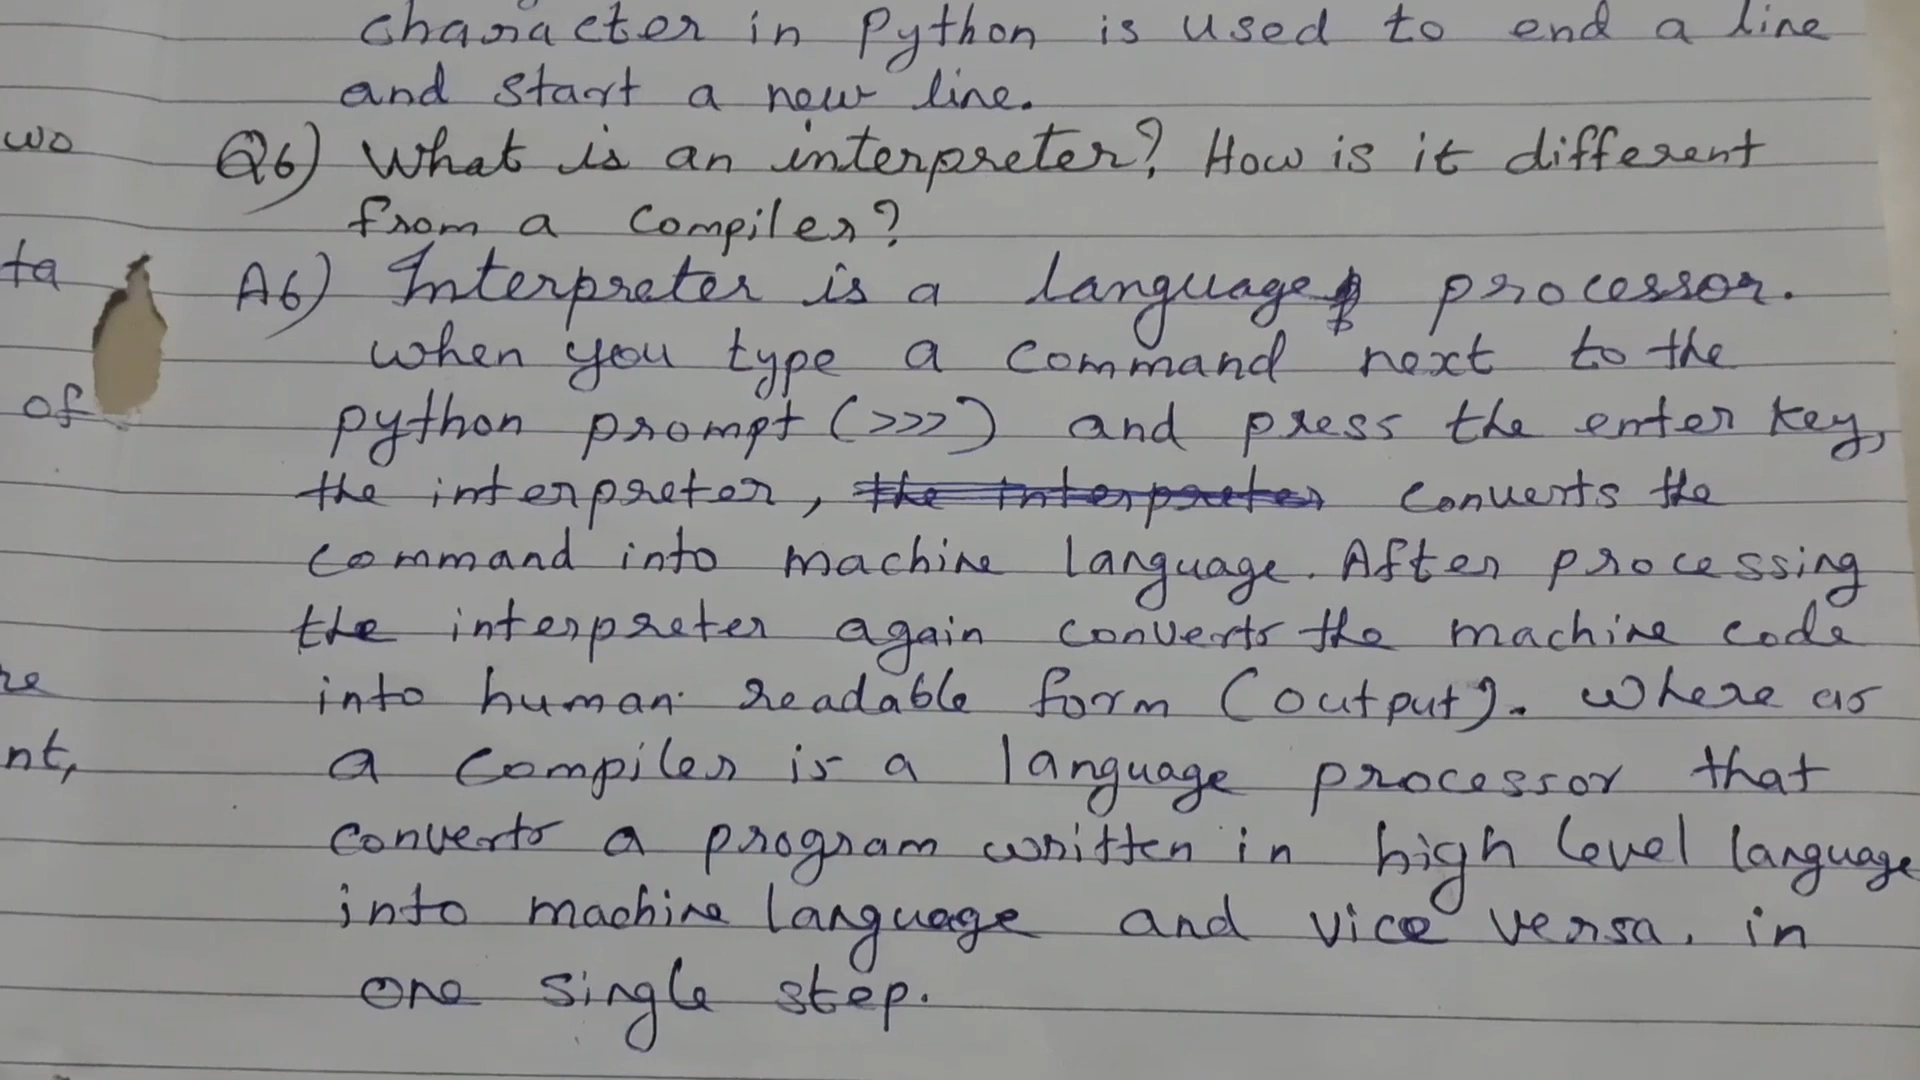 character in Python is used to end a line
and start a new line.
wo
Q6) What is an interpreter? How is it different
from a compiler?
ta
A6) Interpreter is a language processor.
when you type a command next to the
of
python prompt (>>>) and press the enter key,
the interpreter, the interpreter converts the
command into machine language. After processing
the interpreter again converts the machine code
re
into human readable form (output). Where as
nt,
a compiler is a language processor that
converts a program written in high level language
into machine language and vice versa. in
one single step.